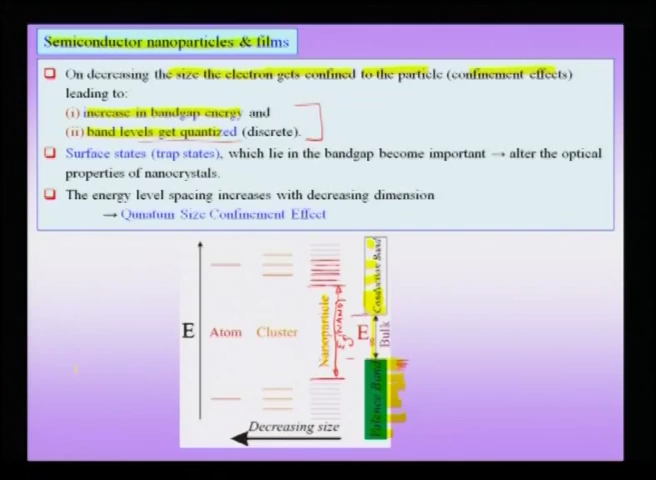 Semiconductor nanoparticles & films
On decreasing the size the electron gets confined to the particle (confinement effects)
leading to:
(i) increase in bandgap energy and
(ii) band levels get quantized (discrete).
Surface states (trap states), which lie in the bandgap become important → alter the optical
properties of nanocrystals.
The energy level spacing increases with decreasing dimension
→ Qunatum Size Confinement Effect
E
Atom
Cluster
Nanoparticle
E
Bulk
Conduction Band
Valence Band
Decreasing size